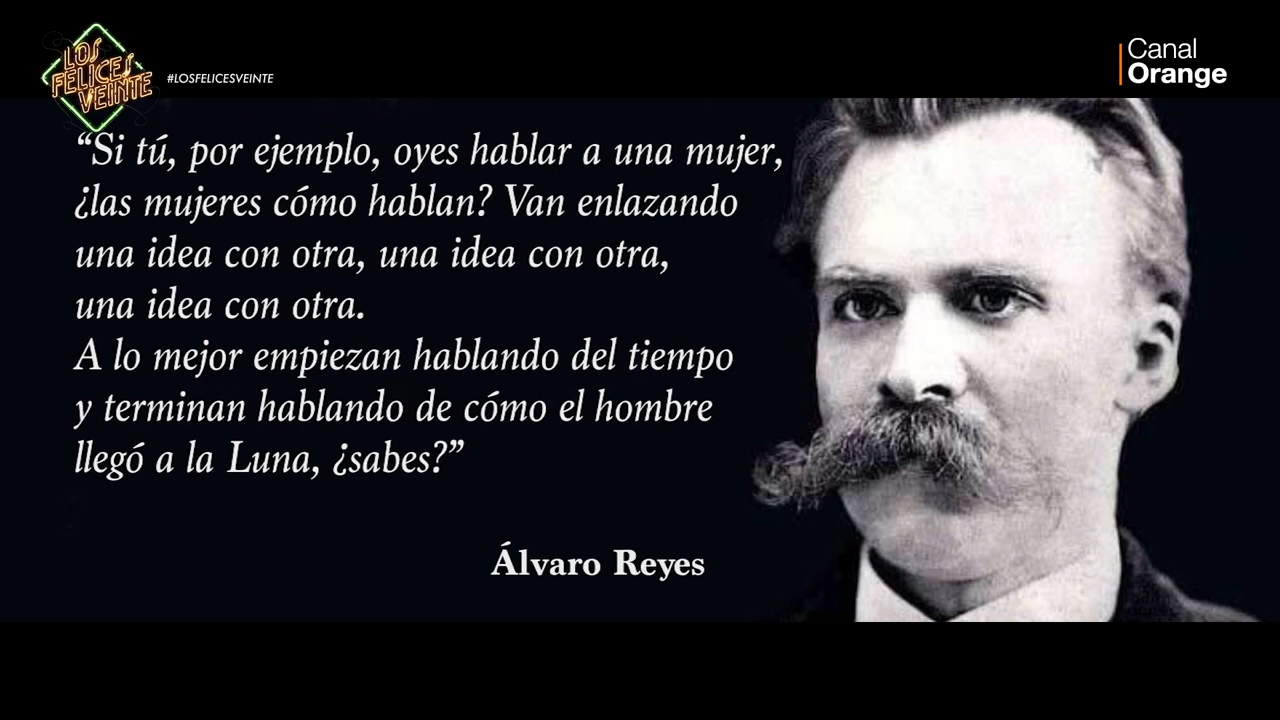 LOS
FELICES
VEINTE
#LOSFELICESVEINTE
Canal
Orange
“Si tú, por ejemplo, oyes hablar a una mujer,
¿las mujeres cómo hablan? Van enlazando
una idea con otra, una idea con otra,
una idea con otra.
A lo mejor empiezan hablando del tiempo
y terminan hablando de cómo el hombre
llegó a la Luna, ¿sabes?”
Álvaro Reyes